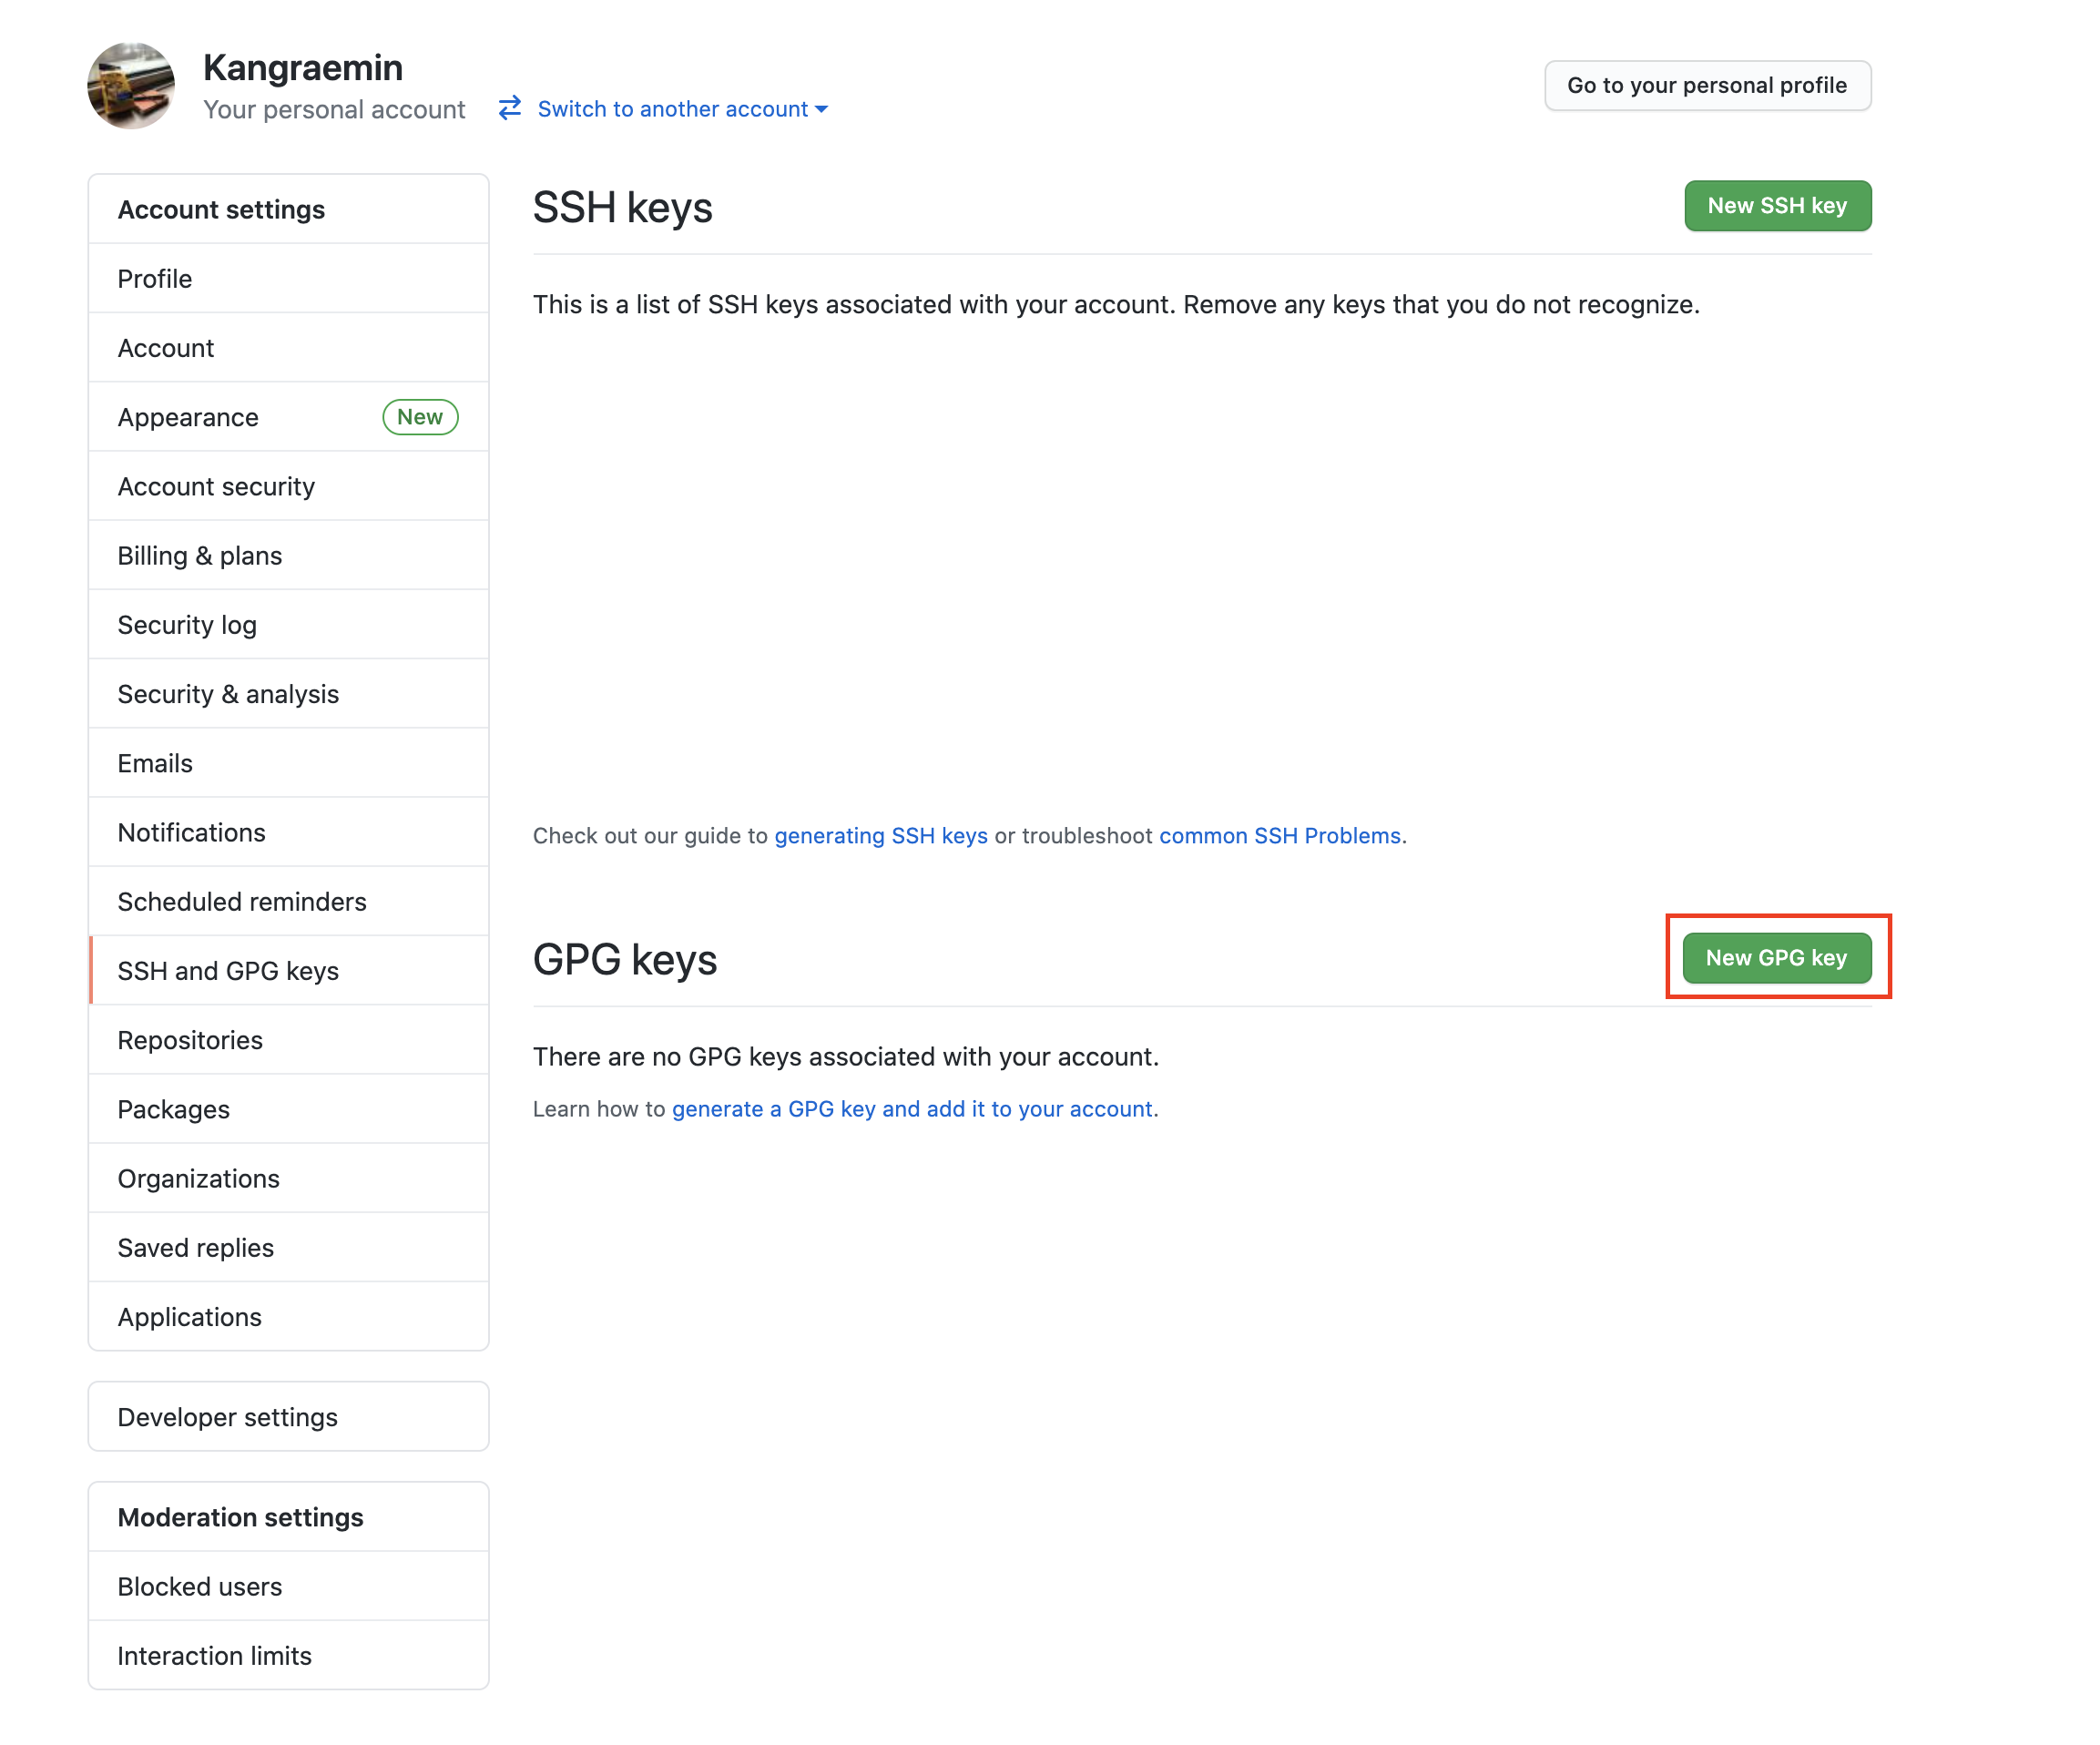 Kangraemin
Your personal account
Switch to another account
Go to your personal profile
Account settings
Profile
Account
Appearance New
Account security
Billing & plans
Security log
Security & analysis
Emails
Notifications
Scheduled reminders
SSH and GPG keys
Repositories
Packages
Organizations
Saved replies
Applications
Developer settings
Moderation settings
Blocked users
Interaction limits
SSH keys
New SSH key
This is a list of SSH keys associated with your account. Remove any keys that you do not recognize.
Check out our guide to generating SSH keys or troubleshoot common SSH Problems.
GPG keys
New GPG key
There are no GPG keys associated with your account.
Learn how to generate a GPG key and add it to your account.